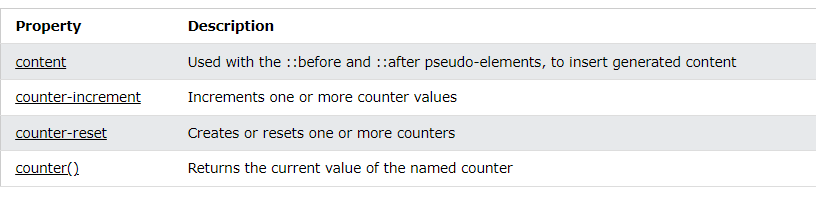 Property Description
content Used with the ::before and ::after pseudo-elements, to insert generated content
counter-increment Increments one or more counter values
counter-reset Creates or resets one or more counters
counter() Returns the current value of the named counter